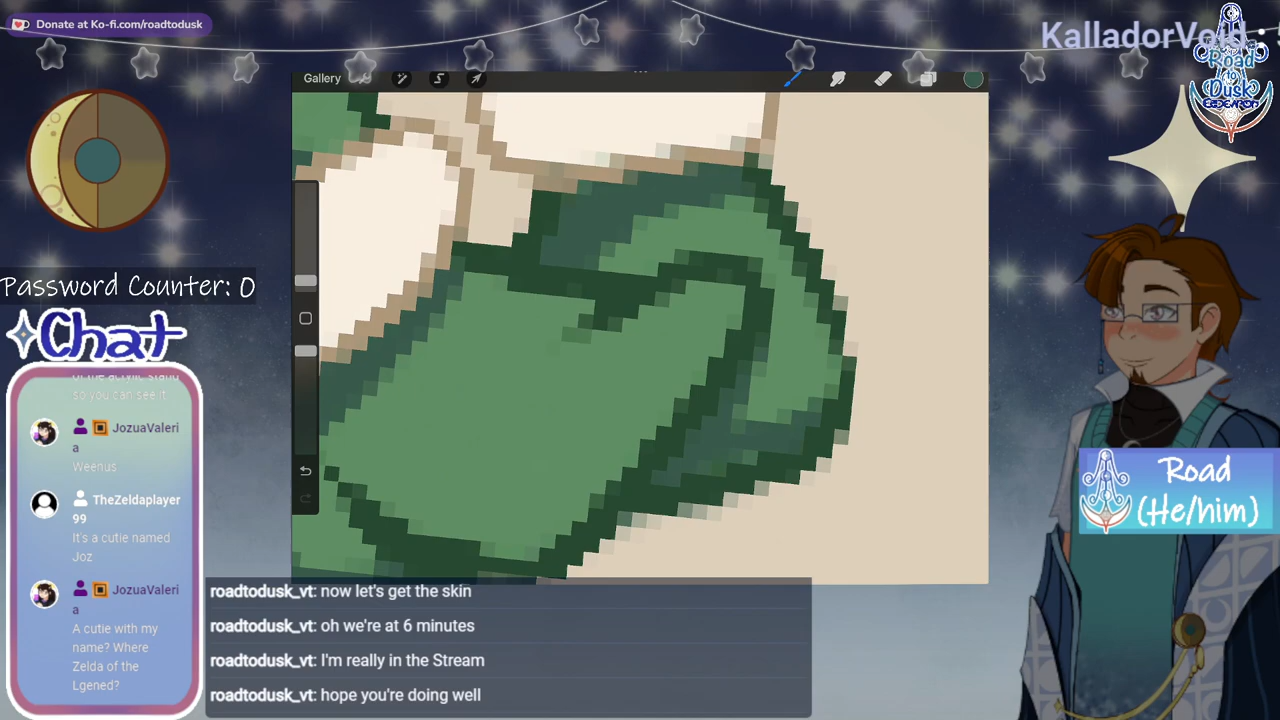 Donate at Ko-fi.com/roadtodusk
KalladorVoid
Road
to
Dusk
Gallery
Password Counter: 0
Chat
so you can see it
JozuaValeri
a
Weenus
TheZeldaplayer
99
It's a cutie named
Joz
JozuaValeri
a
A cutie with my
name? Where
Zelda of the
Lgened?
roadtodusk_vt: now let's get the skin
roadtodusk_vt: oh we're at 6 minutes
roadtodusk_vt: I'm really in the Stream
roadtodusk_vt: hope you're doing well
Road
(He/him)